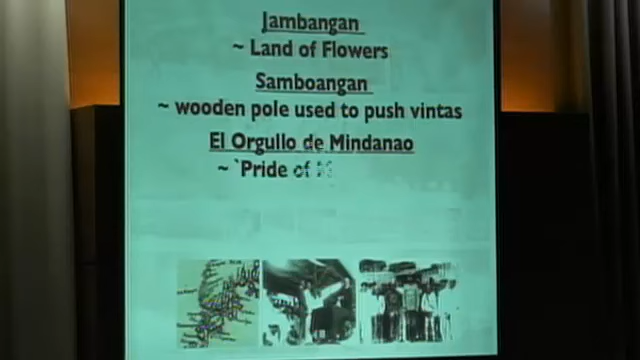 Jambangan
~ Land of Flowers
Samboangan
~ wooden pole used to push vintas
El Orgullo de Mindanao
~ `Pride of